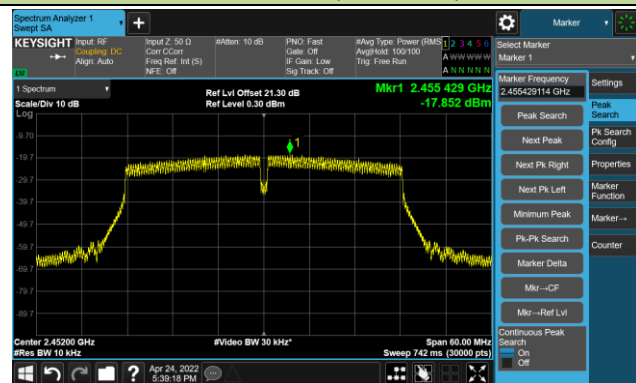 Spectrum Analyzer 1
Swept SA
+
Marker
KEYSIGHT
Input: RF
Coupling: DC
Align: Auto
Input Z: 50 Ω
Corr CCorr
Freq Ref: Int (S)
NFE: Off
#Atten: 10 dB
PNO: Fast
Gate: Off
IF Gain: Low
Sig Track: Off
#Avg Type: Power (RMS
Avg|Hold: 100/100
Trig: Free Run
1 2 3 4 5 6
A W W W W W
A N N N N N
LXI
Select Marker
Marker 1
Marker Frequency
2.455429114 GHz
Settings
Peak Search
Peak
Search
Next Peak
Pk Search
Config
Next Pk Right
Properties
Next Pk Left
Marker
Function
Minimum Peak
Marker→
Pk-Pk Search
Counter
Marker Delta
Mkr→CF
Mkr→Ref Lvl
Continuous Peak
Search
On
Off
1 Spectrum
Scale/Div 10 dB
Log
Ref Lvl Offset 21.30 dB
Ref Level 0.30 dBm
Mkr1 2.455 429 GHz
-17.852 dBm
1
-9.70
-19.7
-29.7
-39.7
-49.7
-59.7
-69.7
-79.7
-89.7
Center 2.45200 GHz
#Res BW 10 kHz
#Video BW 30 kHz*
Span 60.00 MHz
Sweep 742 ms (30000 pts)
Apr 24, 2022
5:39:18 PM